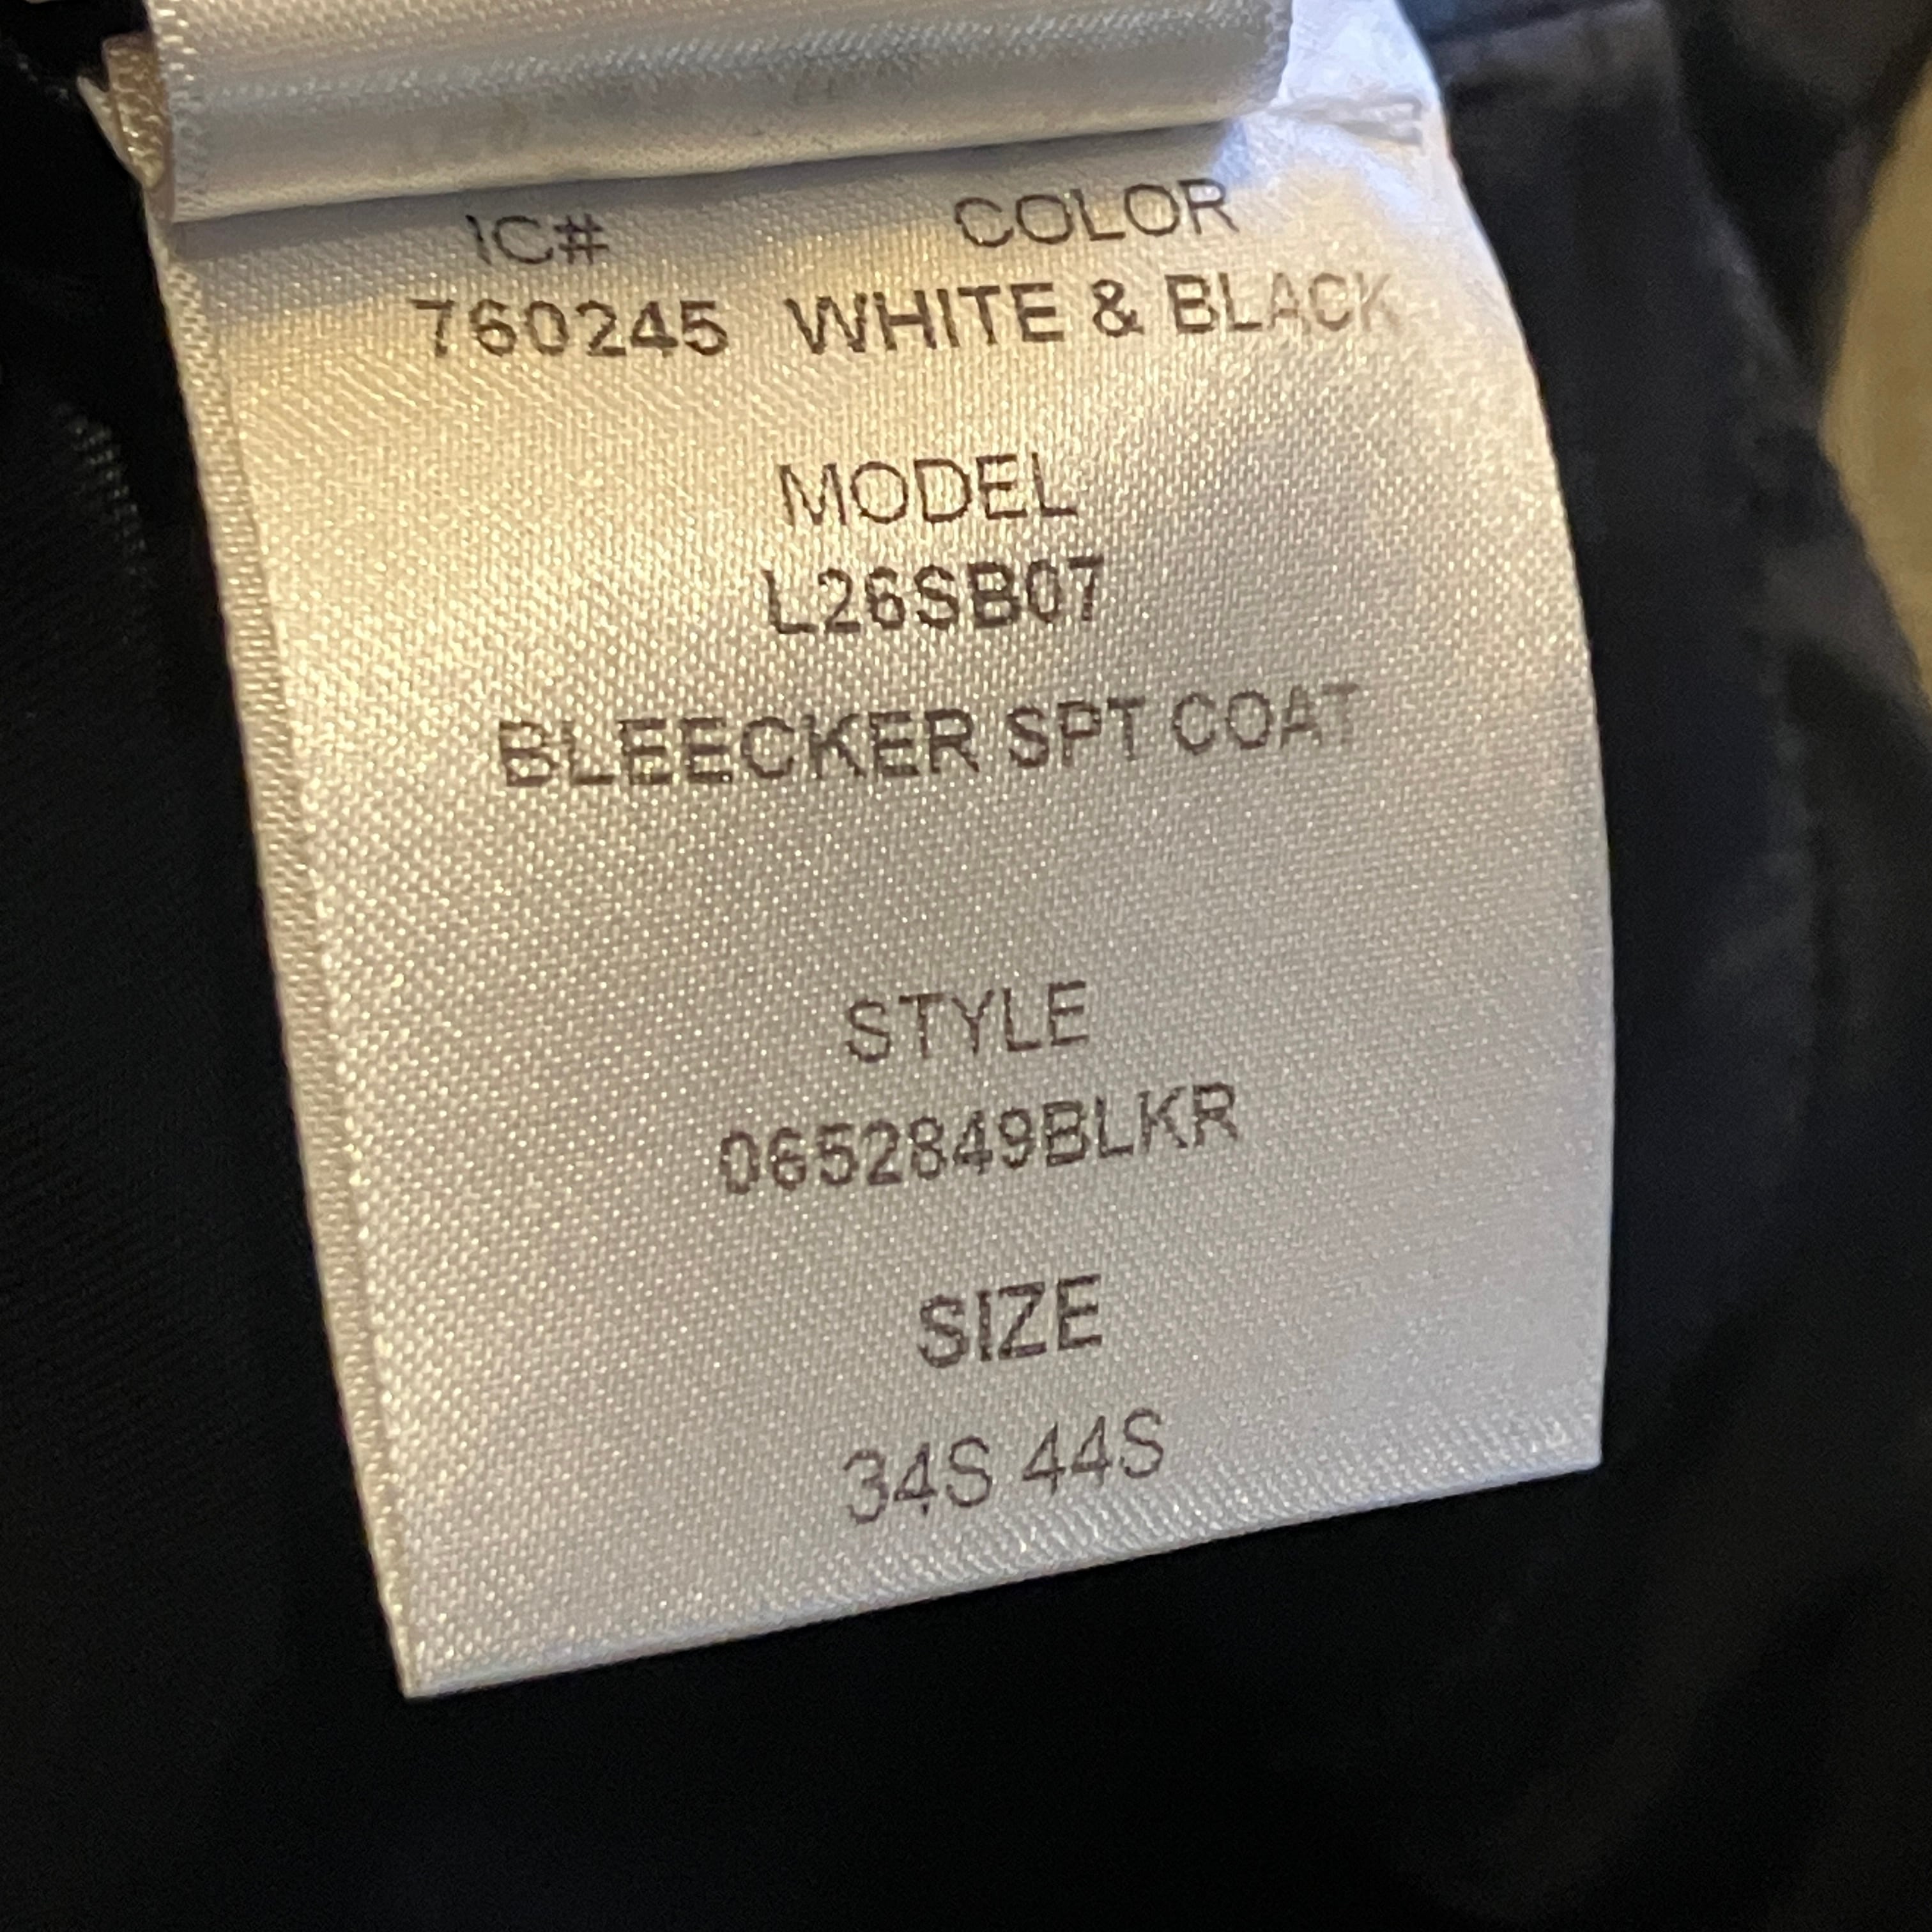 IC# COLOR
760245 WHITE & BLACK
MODEL
L26SB07
BLEECKER SPT COAT
STYLE
0652849BLKR
SIZE
34S 44S